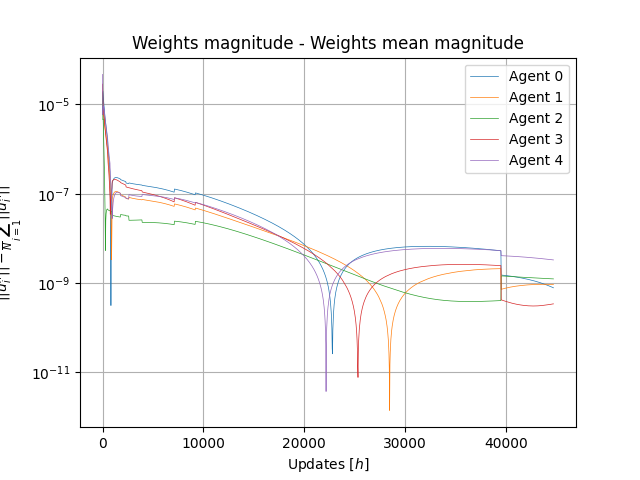 Weights magnitude - Weights mean magnitude
Agent 0
Agent 1
Agent 2
Agent 3
Agent 4
10⁻⁵
10⁻⁷
10⁻⁹
10⁻¹¹
0 10000 20000 30000 40000
Updates [h]